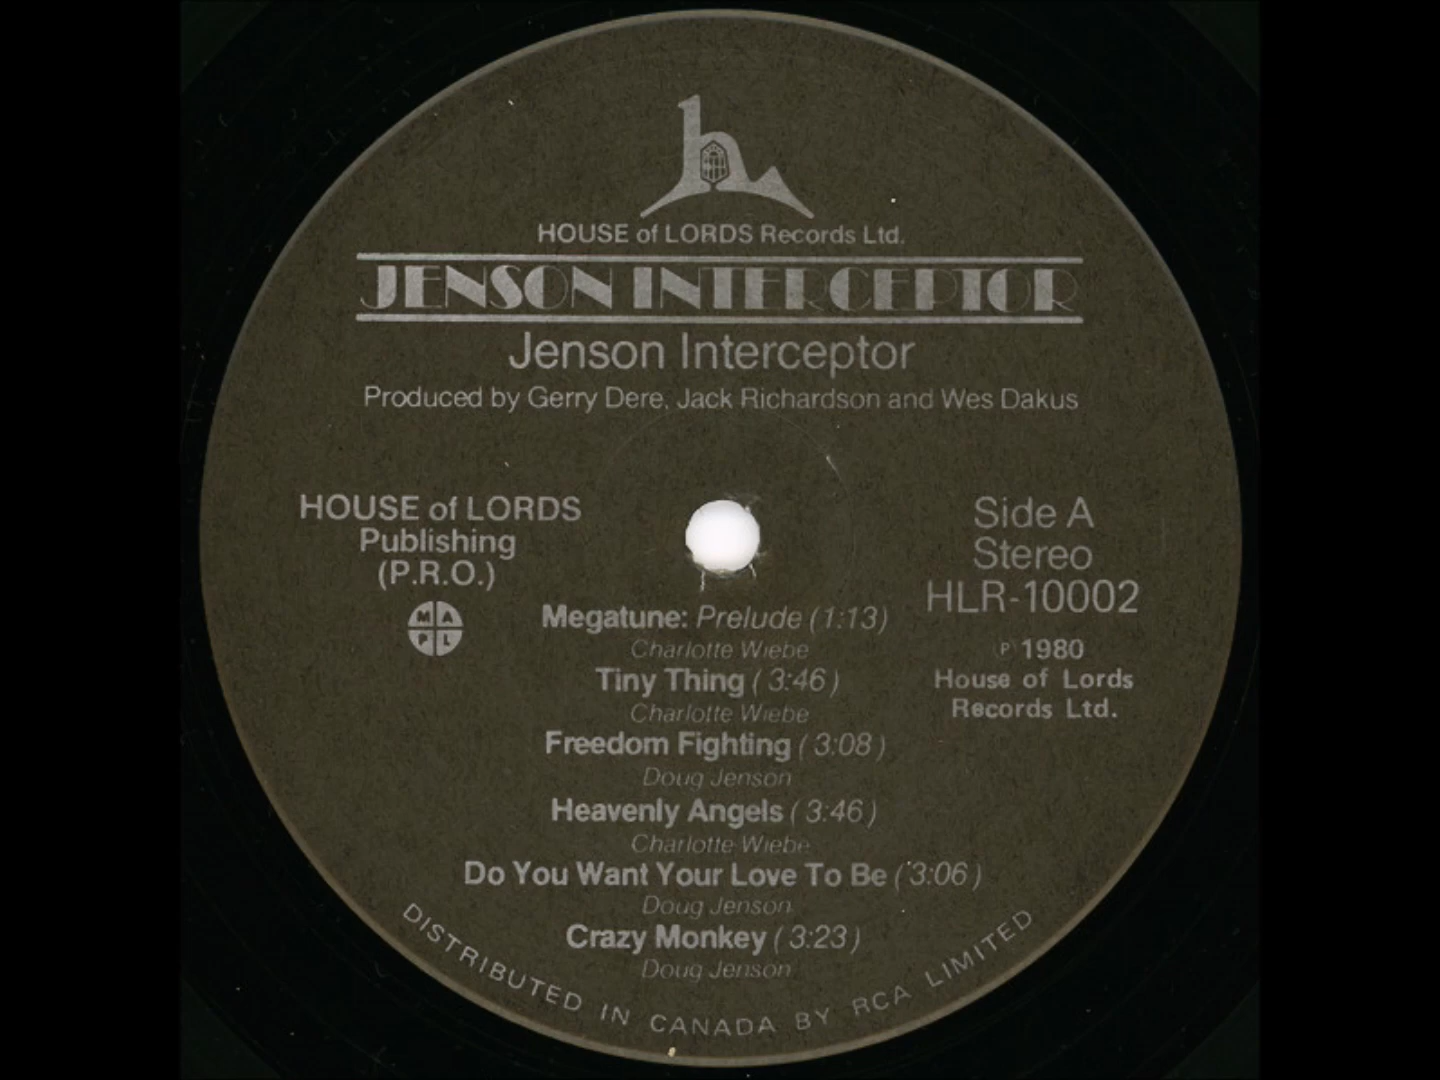 HOUSE of LORDS Records Ltd.
JENSON INTERCEPTOR
Jenson Interceptor
Produced by Gerry Dere, Jack Richardson and Wes Dakus
HOUSE of LORDS
Publishing
(P.R.O.)
M A
P L
Side A
Stereo
HLR-10002
℗ 1980
House of Lords
Records Ltd.
Megatune: Prelude (1:13)
Charlotte Wiebe
Tiny Thing (3:46)
Charlotte Wiebe
Freedom Fighting (3:08)
Doug Jenson
Heavenly Angels (3:46)
Charlotte Wiebe
Do You Want Your Love To Be (3:06)
Doug Jenson
Crazy Monkey (3:23)
Doug Jenson
DISTRIBUTED IN CANADA BY RCA LIMITED